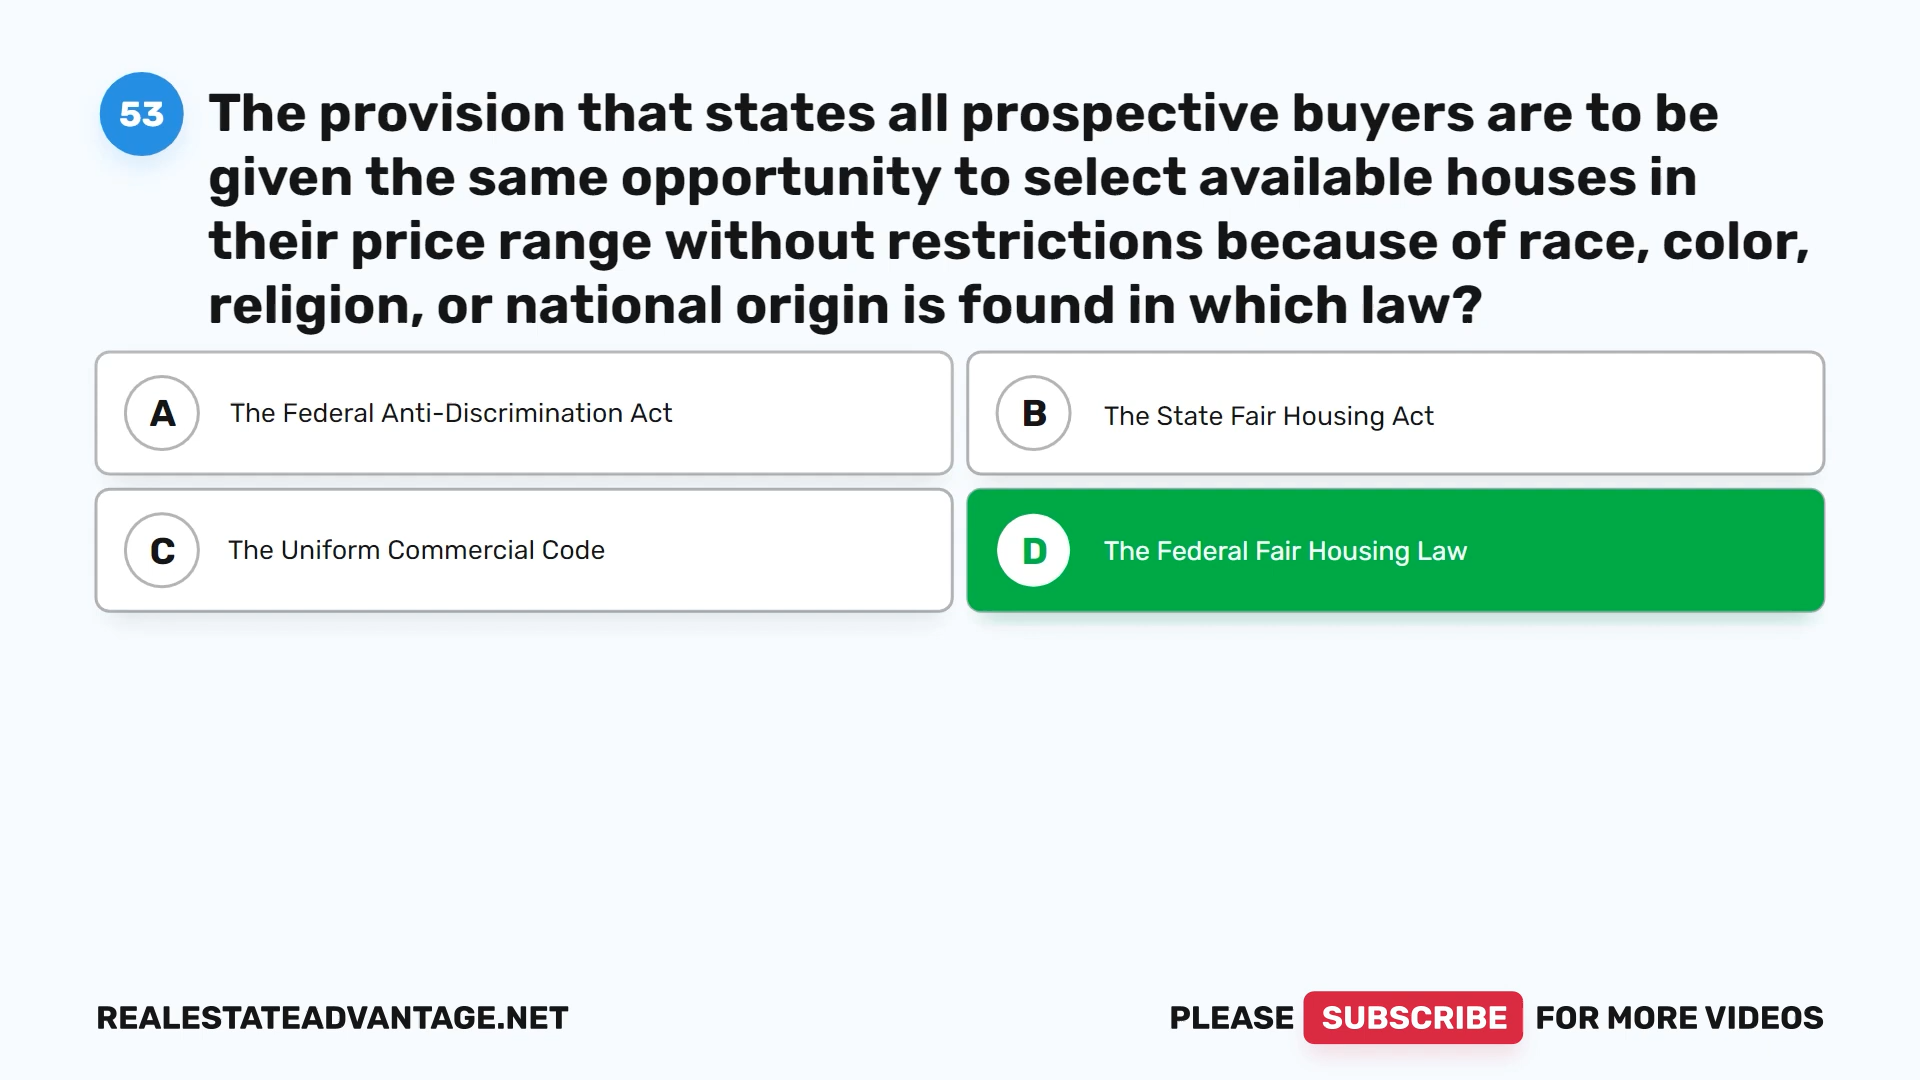 53
The provision that states all prospective buyers are to be
given the same opportunity to select available houses in
their price range without restrictions because of race, color,
religion, or national origin is found in which law?
A The Federal Anti-Discrimination Act
B The State Fair Housing Act
C The Uniform Commercial Code
D The Federal Fair Housing Law
REALESTATEADVANTAGE.NET
PLEASE SUBSCRIBE FOR MORE VIDEOS